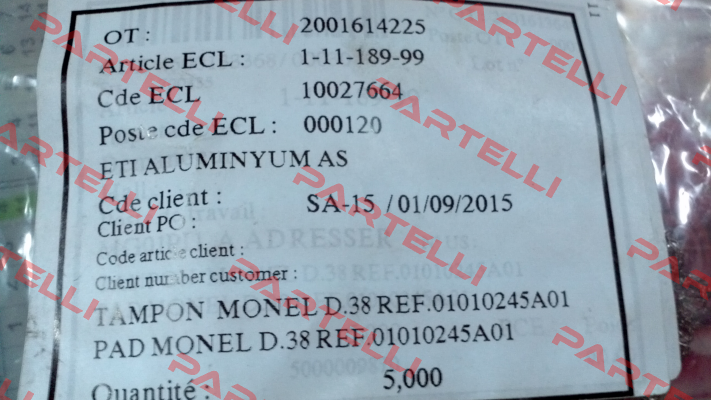 OT : 2001614225
Article ECL : 1-11-189-99
Cde ECL 10027664
Poste cde ECL : 000120
ETI ALUMINYUM AS
Cde client : SA-15 / 01/09/2015
Client PO :
Code article client :
Client number customer :
TAMPON MONEL D.38 REF.01010245A01
PAD MONEL D.38 REF.01010245A01
Quantité : 5,000
PARTELLI